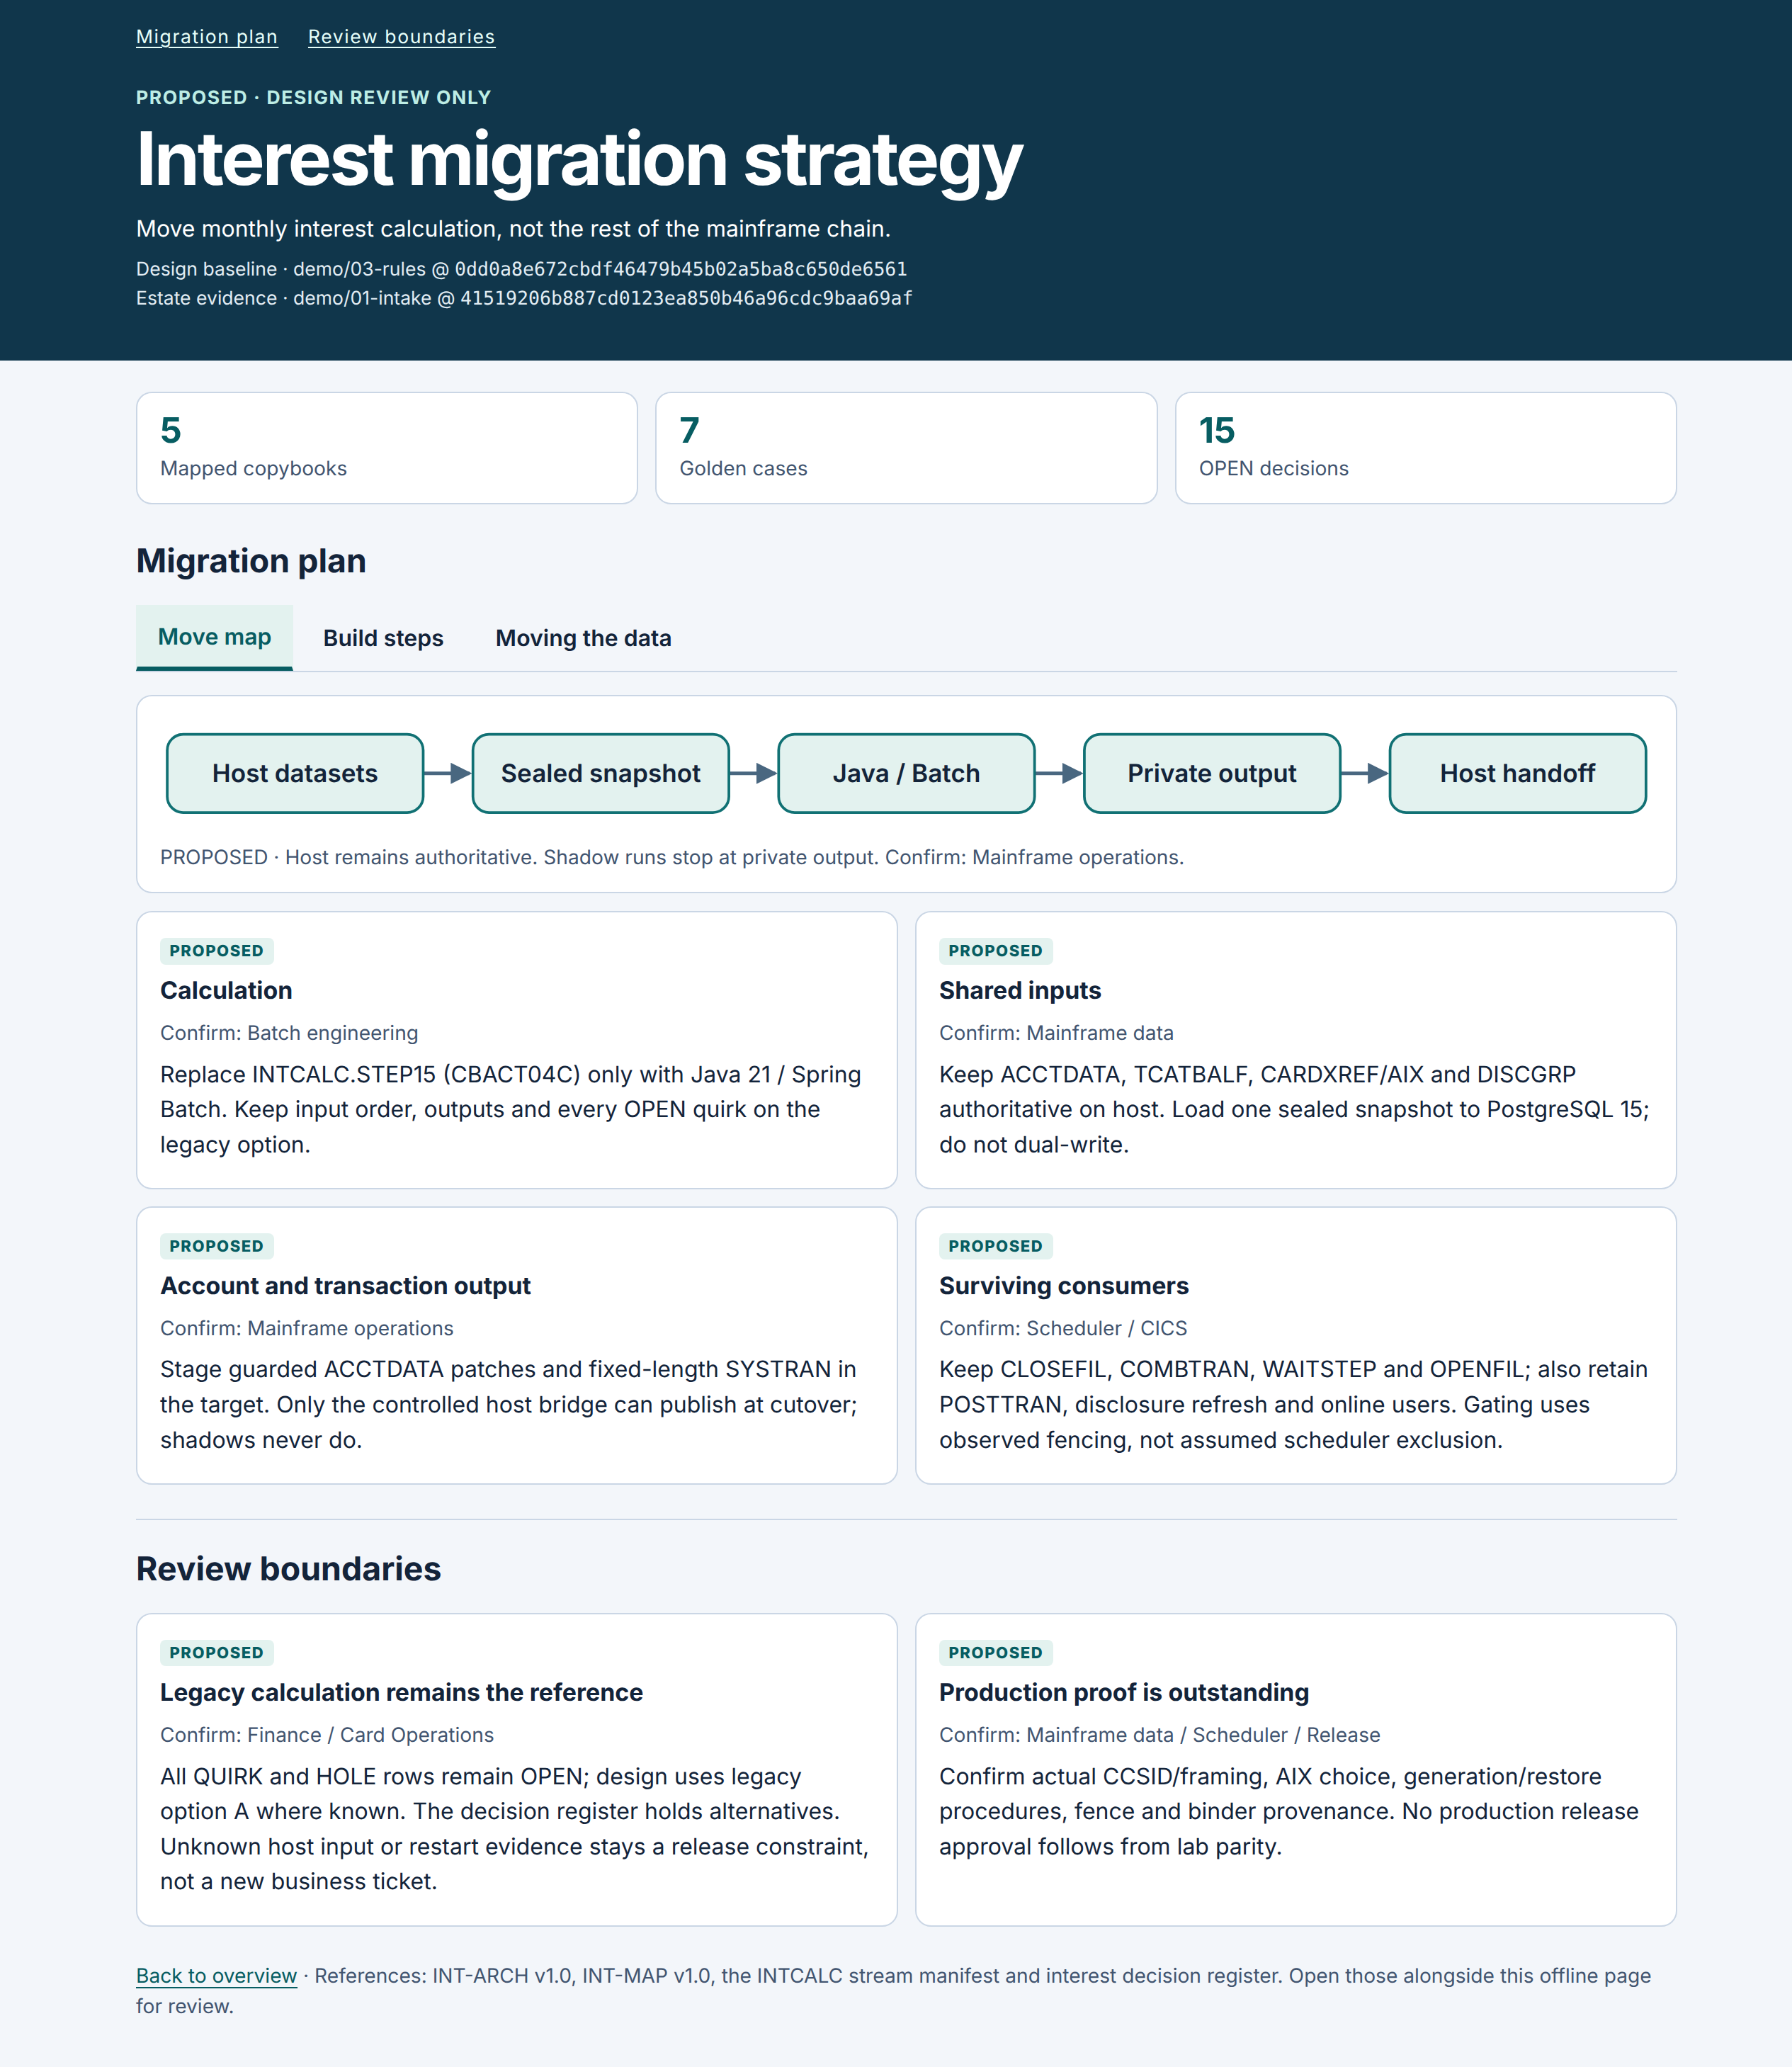 Migration plan Review boundaries
PROPOSED · DESIGN REVIEW ONLY
Interest migration strategy
Move monthly interest calculation, not the rest of the mainframe chain.
Design baseline · demo/03-rules @ 0dd0a8e672cbdf46479b45b02a5ba8c650de6561
Estate evidence · demo/01-intake @ 41519206b887cd0123ea850b46a96cdc9baa69af
5
Mapped copybooks
7
Golden cases
15
OPEN decisions
Migration plan
Move map Build steps Moving the data
Host datasets Sealed snapshot Java / Batch Private output Host handoff
PROPOSED · Host remains authoritative. Shadow runs stop at private output. Confirm: Mainframe operations.
PROPOSED
Calculation
Confirm: Batch engineering
Replace INTCALC.STEP15 (CBACT04C) only with Java 21 / Spring
Batch. Keep input order, outputs and every OPEN quirk on the
legacy option.
PROPOSED
Shared inputs
Confirm: Mainframe data
Keep ACCTDATA, TCATBALF, CARDXREF/AIX and DISCGRP
authoritative on host. Load one sealed snapshot to PostgreSQL 15;
do not dual-write.
PROPOSED
Account and transaction output
Confirm: Mainframe operations
Stage guarded ACCTDATA patches and fixed-length SYSTRAN in
the target. Only the controlled host bridge can publish at cutover;
shadows never do.
PROPOSED
Surviving consumers
Confirm: Scheduler / CICS
Keep CLOSEFIL, COMBTRAN, WAITSTEP and OPENFIL; also retain
POSTTRAN, disclosure refresh and online users. Gating uses
observed fencing, not assumed scheduler exclusion.
Review boundaries
PROPOSED
Legacy calculation remains the reference
Confirm: Finance / Card Operations
All QUIRK and HOLE rows remain OPEN; design uses legacy
option A where known. The decision register holds alternatives.
Unknown host input or restart evidence stays a release constraint,
not a new business ticket.
PROPOSED
Production proof is outstanding
Confirm: Mainframe data / Scheduler / Release
Confirm actual CCSID/framing, AIX choice, generation/restore
procedures, fence and binder provenance. No production release
approval follows from lab parity.
Back to overview · References: INT-ARCH v1.0, INT-MAP v1.0, the INTCALC stream manifest and interest decision register. Open those alongside this offline page
for review.